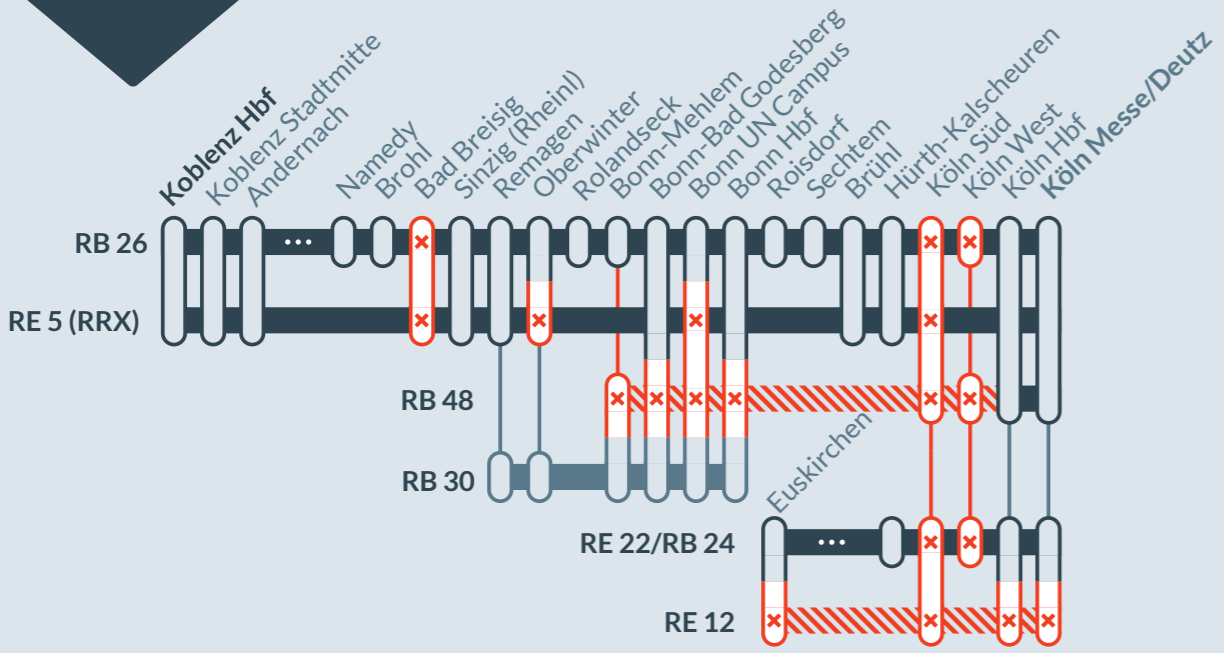 Koblenz Hbf
Koblenz Stadtmitte
Andernach
Namedy
Brohl
Bad Breisig
Sinzig (Rheinl)
Remagen
Oberwinter
Rolandseck
Bonn-Mehlem
Bonn-Bad Godesberg
Bonn UN Campus
Bonn Hbf
Roisdorf
Sechtem
Brühl
Hürth-Kalscheuren
Köln Süd
Köln West
Köln Hbf
Köln Messe/Deutz
RB 26
...
RE 5 (RRX)
RB 48
RB 30
Euskirchen
RE 22/RB 24
...
RE 12